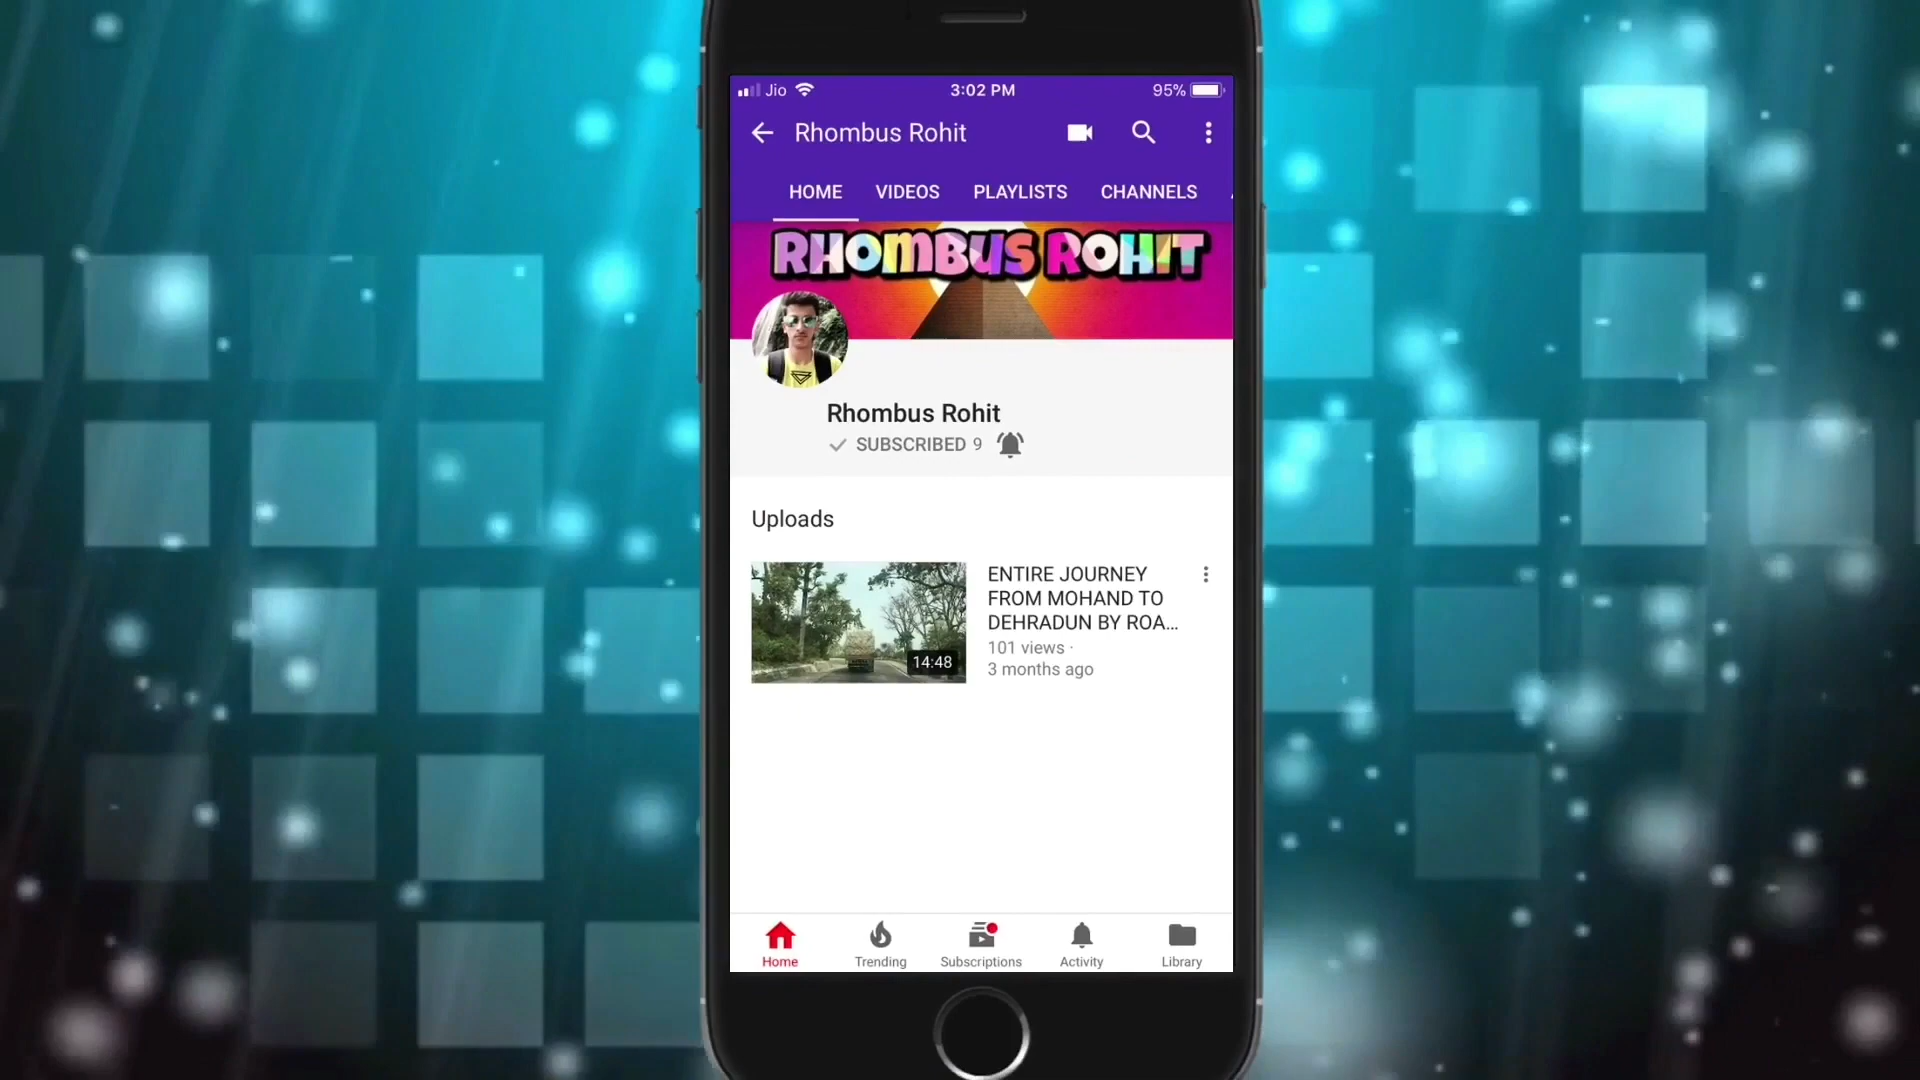 Jio 3:02 PM 95%
Rhombus Rohit
HOME VIDEOS PLAYLISTS CHANNELS
RHOMBUS ROHIT
Rhombus Rohit
SUBSCRIBED 9
Uploads
ENTIRE JOURNEY
FROM MOHAND TO
DEHRADUN BY ROA...
14:48
101 views ·
3 months ago
Home Trending Subscriptions Activity Library